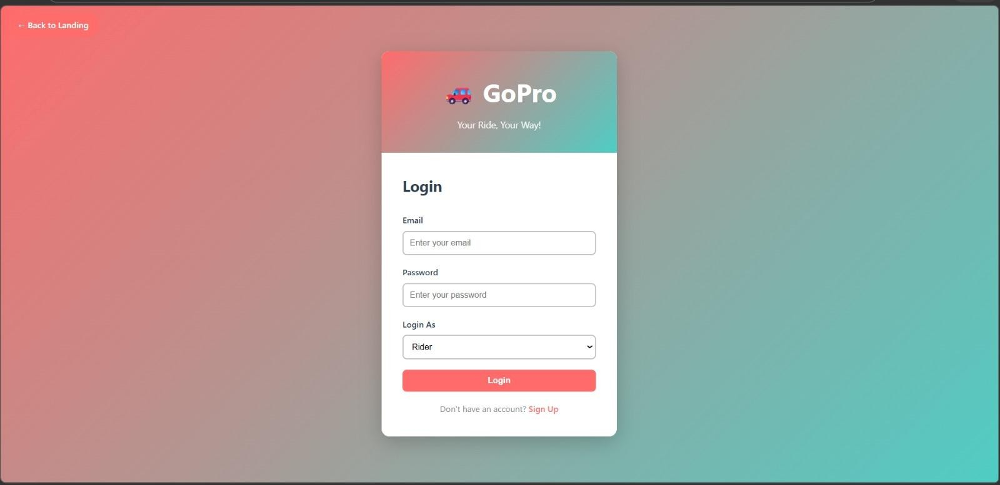 ← Back to Landing
GoPro
Your Ride, Your Way!
Login
Email
Enter your email
Password
Enter your password
Login As
Rider
Login
Don't have an account? Sign Up